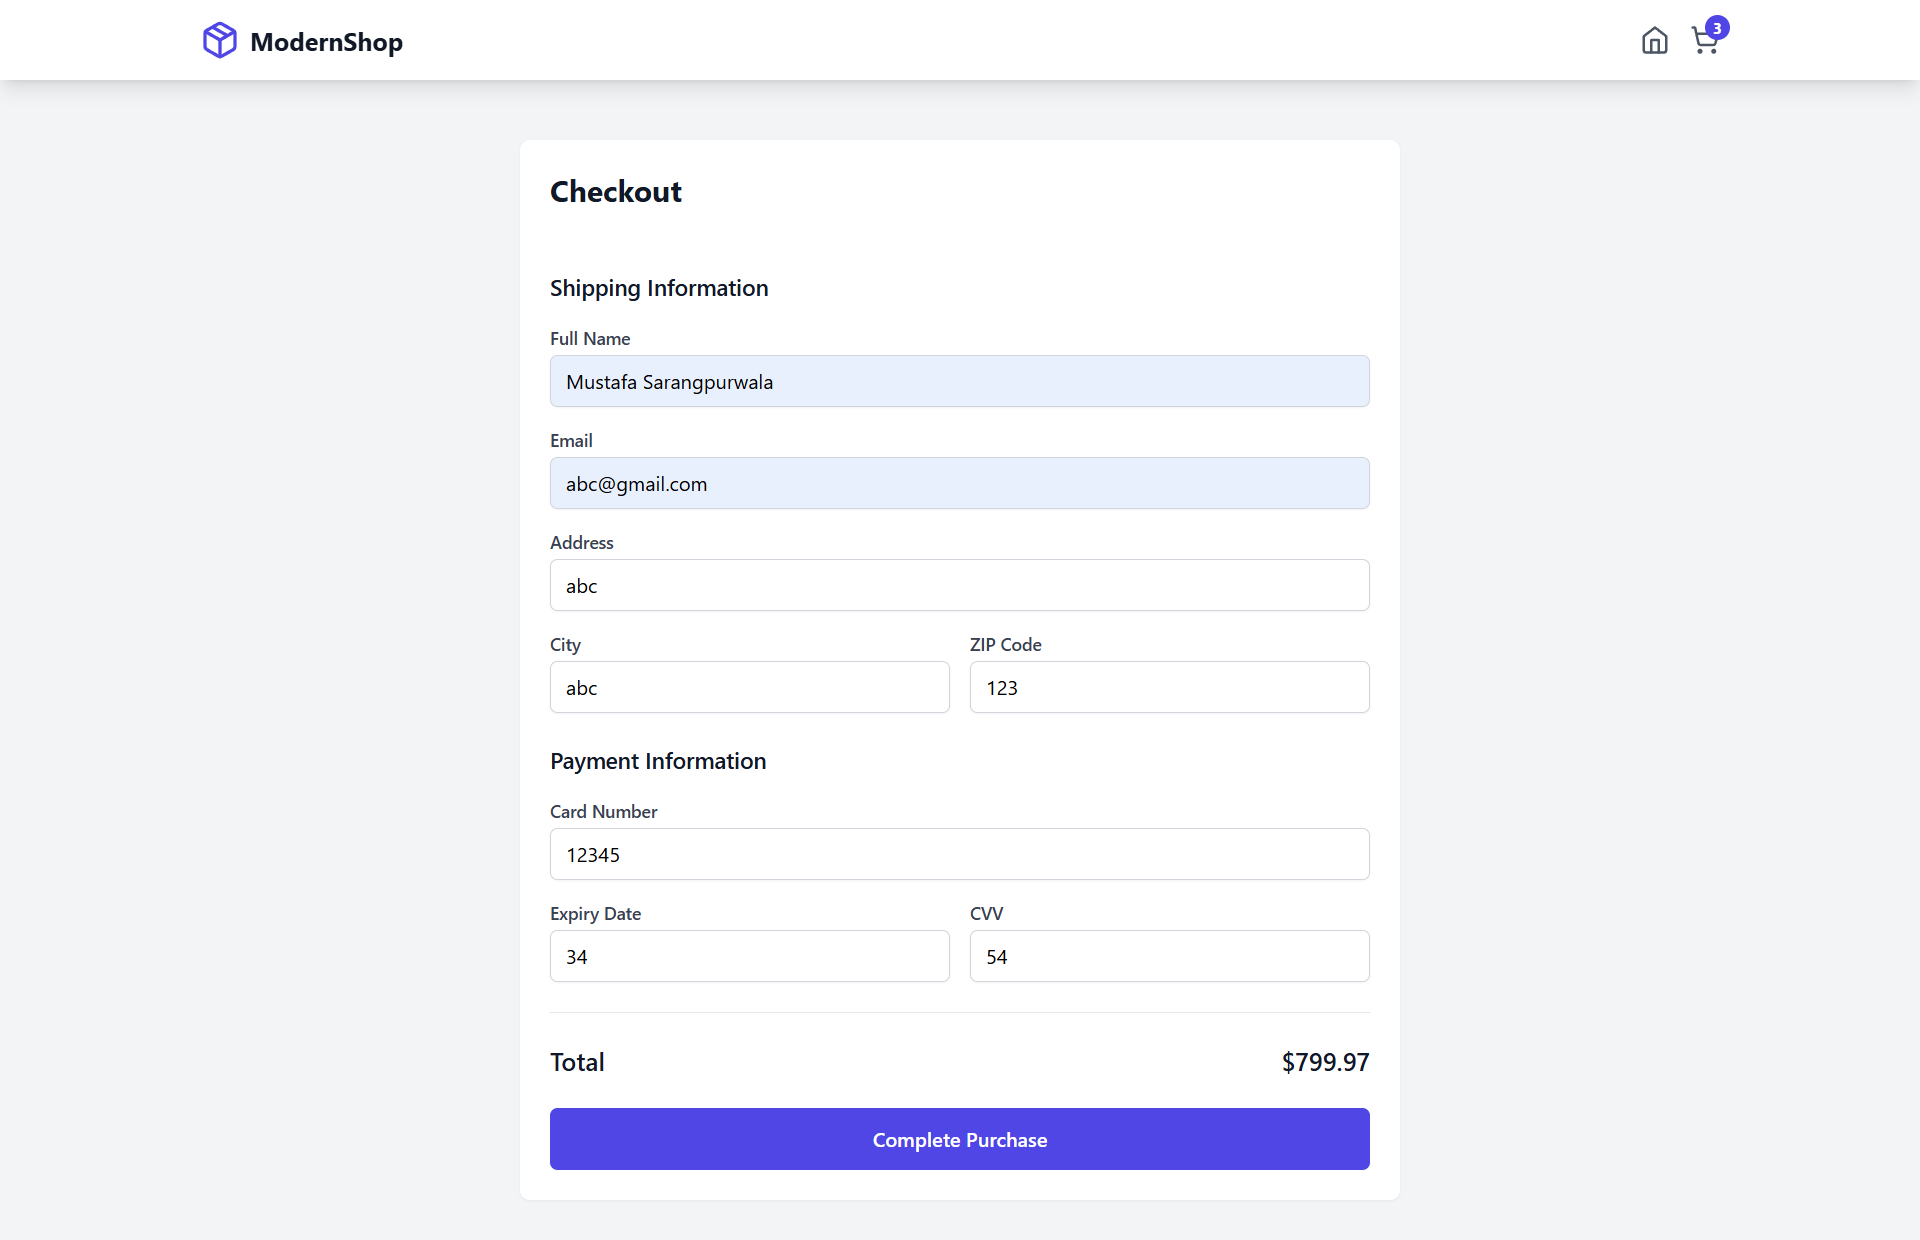 ModernShop
3
Checkout
Shipping Information
Full Name
Mustafa Sarangpurwala
Email
abc@gmail.com
Address
abc
City
ZIP Code
abc
123
Payment Information
Card Number
12345
Expiry Date
CVV
34
54
Total
$799.97
Complete Purchase